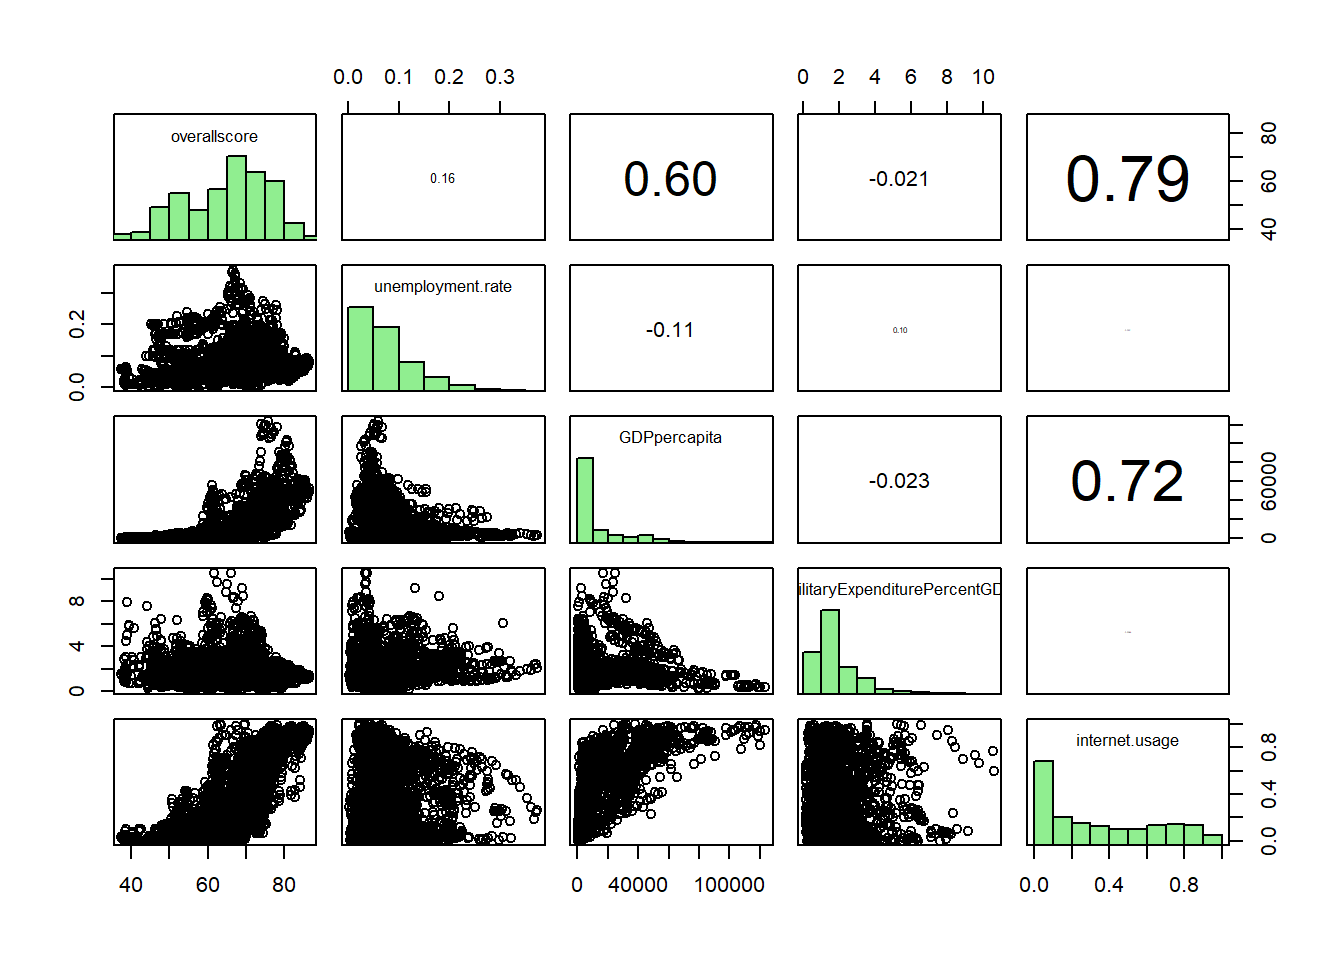 0.0 0.1 0.2 0.3 0 2 4 6 8 10
overallscore 0.16 0.60 -0.021 0.79 40 60 80
0.0 0.2 unemployment.rate -0.11 0.10
GDPpercapita -0.023 0.72 0 60000
0 4 8 ilitaryExpenditurePercentGD
internet.usage 0.0 0.4 0.8
40 60 80 0 40000 100000 0.0 0.4 0.8